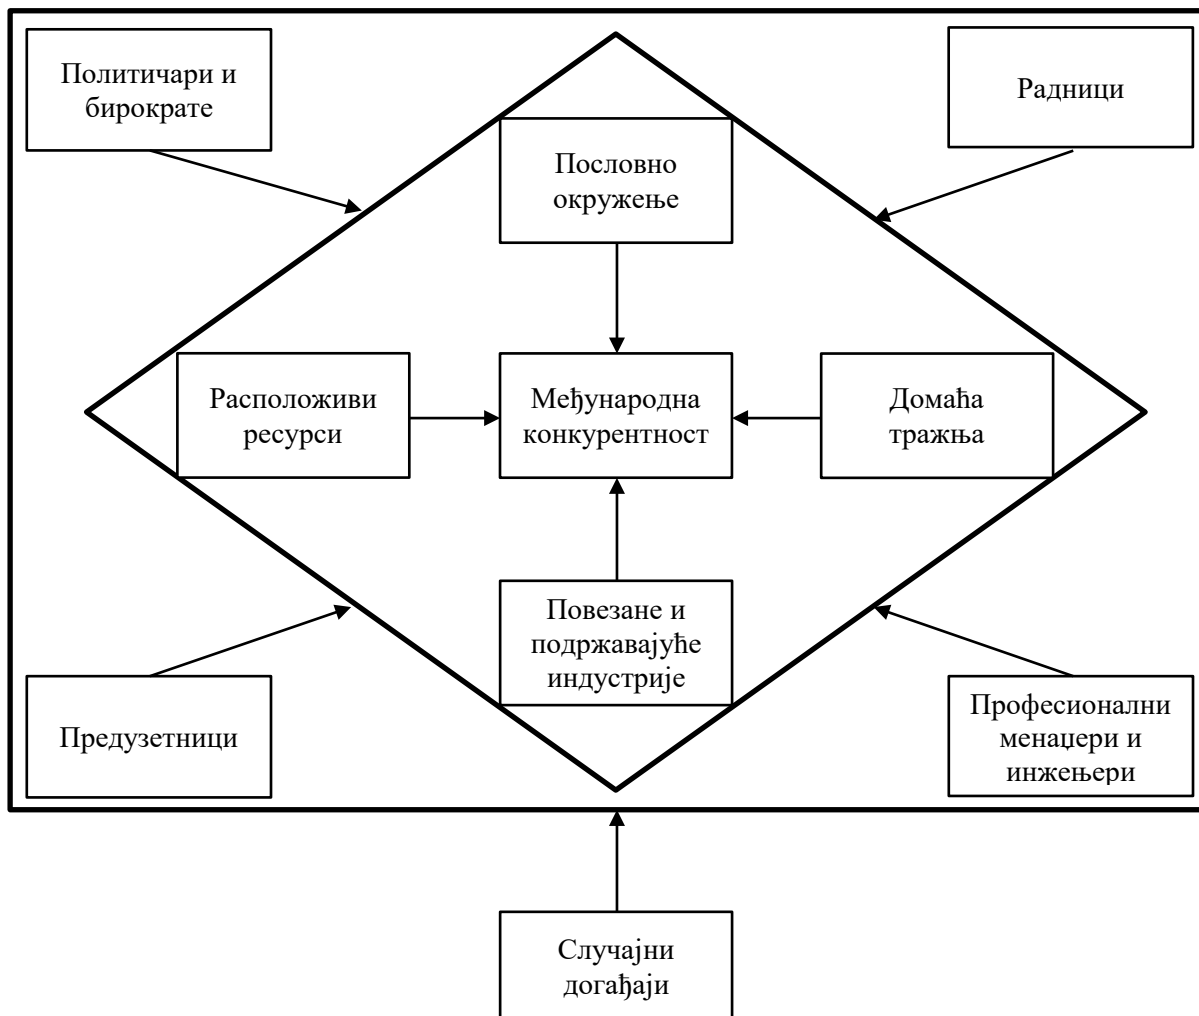 Политичари и
бирократе
Радници
Пословно
окружење
Расположиви
ресурси
Међународна
конкурентност
Домаћа
тражња
Повезане и
подржавајуће
индустрије
Предузетници
Професионални
менаџери и
инжењери
Случајни
догађаји